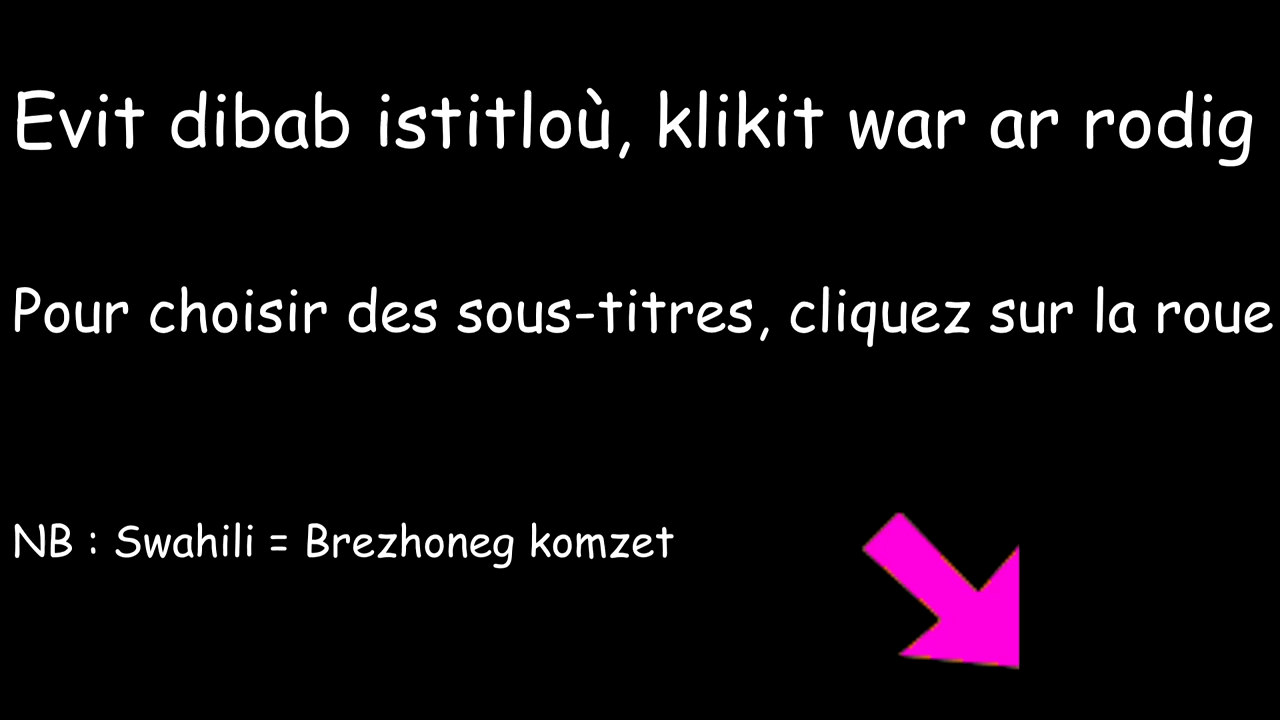 Evit dibab istitloù, klikit war ar rodig
Pour choisir des sous-titres, cliquez sur la roue
NB : Swahili = Brezhoneg komzet